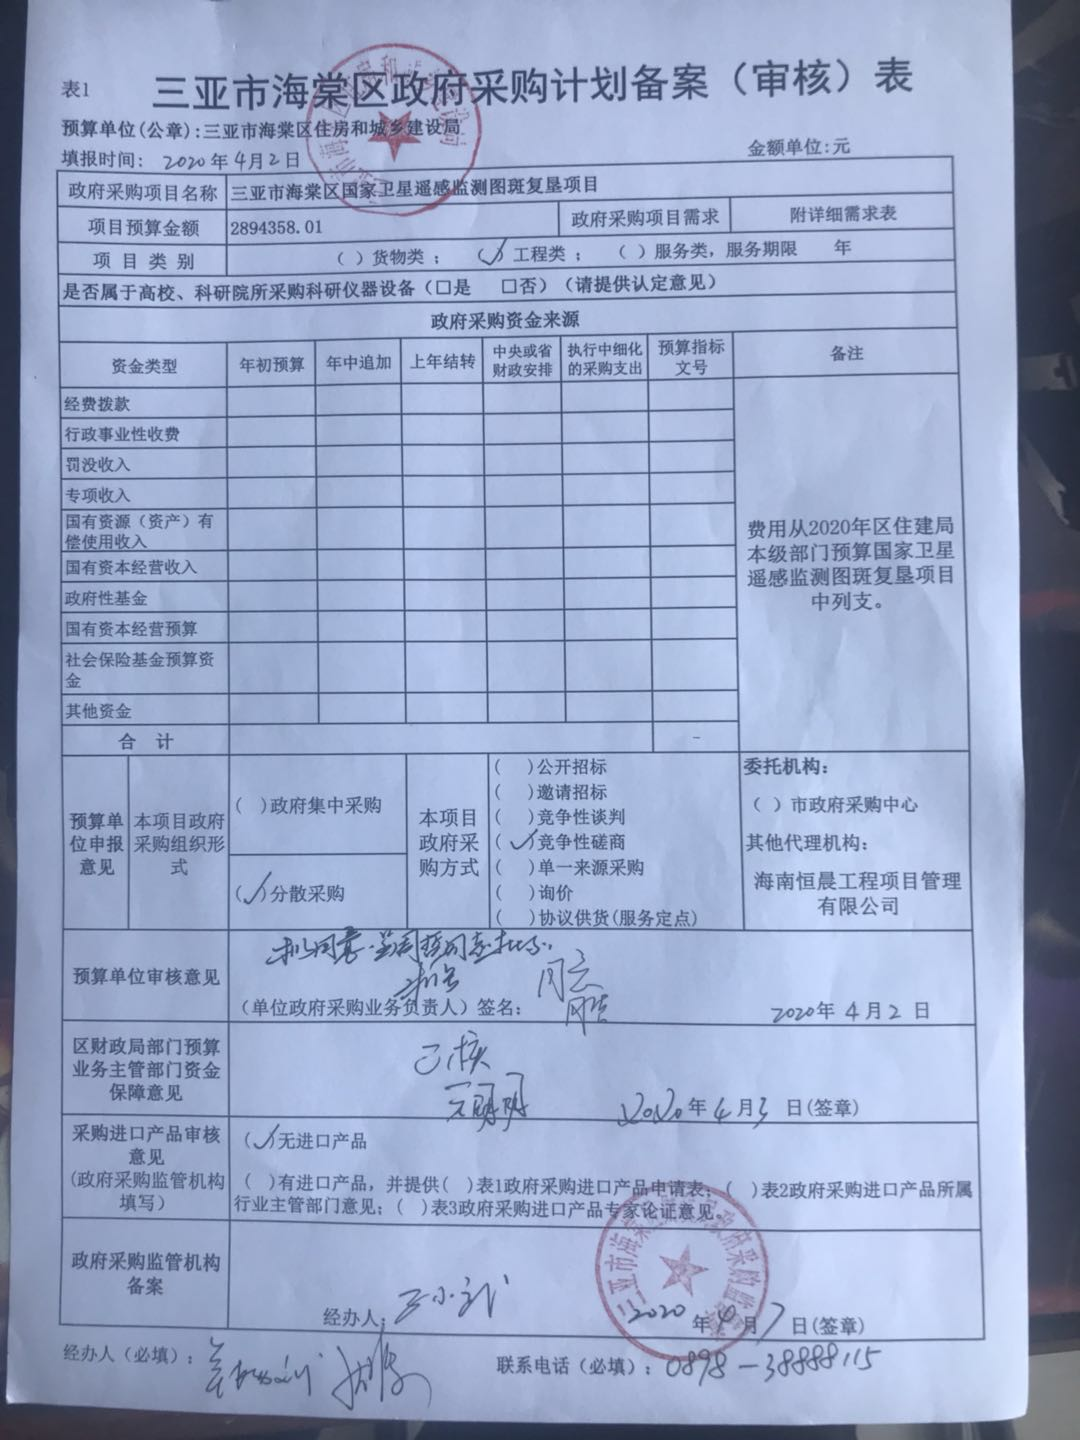 表1
三亚市海棠区政府采购计划备案（审核）表
预算单位(公章):三亚市海棠区住房和城乡建设局
填报时间: 2020年4月2日
金额单位:元
政府采购项目名称 三亚市海棠区国家卫星遥感监测图斑复垦项目
项目预算金额 2894358.01 政府采购项目需求 附详细需求表
项目类别 （ ）货物类； （✓）工程类； （ ）服务类，服务期限 年
是否属于高校、科研院所采购科研仪器设备（□是 □否）（请提供认定意见）
政府采购资金来源
资金类型 年初预算 年中追加 上年结转 中央或省财政安排 执行中细化的采购支出 预算指标文号 备注
经费拨款
行政事业性收费
罚没收入
专项收入
国有资源（资产）有
偿使用收入
国有资本经营收入
政府性基金
国有资本经营预算
社会保险基金预算资
金
其他资金
费用从2020年区住建局
本级部门预算国家卫星
遥感监测图斑复垦项目
中列支。
合 计 -
预算单
位申报
意见
本项目政府
采购组织形
式
（ ）政府集中采购
（✓）分散采购
本项目
政府采
购方式
（ ）公开招标
（ ）邀请招标
（ ）竞争性谈判
（✓）竞争性磋商
（ ）单一来源采购
（ ）询价
（ ）协议供货(服务定点)
委托机构:
（ ）市政府采购中心
其他代理机构:
海南恒晨工程项目管理
有限公司
预算单位审核意见
（单位政府采购业务负责人）签名: 2020年4月2日
区财政局部门预算
业务主管部门资金
保障意见
已核
2020年4月3日(签章)
采购进口产品审核
意见
(政府采购监管机构
填写)
（✓）无进口产品
（ ）有进口产品，并提供（ ）表1政府采购进口产品申请表；（ ）表2政府采购进口产品所属
行业主管部门意见；（ ）表3政府采购进口产品专家论证意见。
政府采购监管机构
备案
经办人: 2020年4月7日(签章)
经办人（必填）:
联系电话（必填）: 0898-38888115